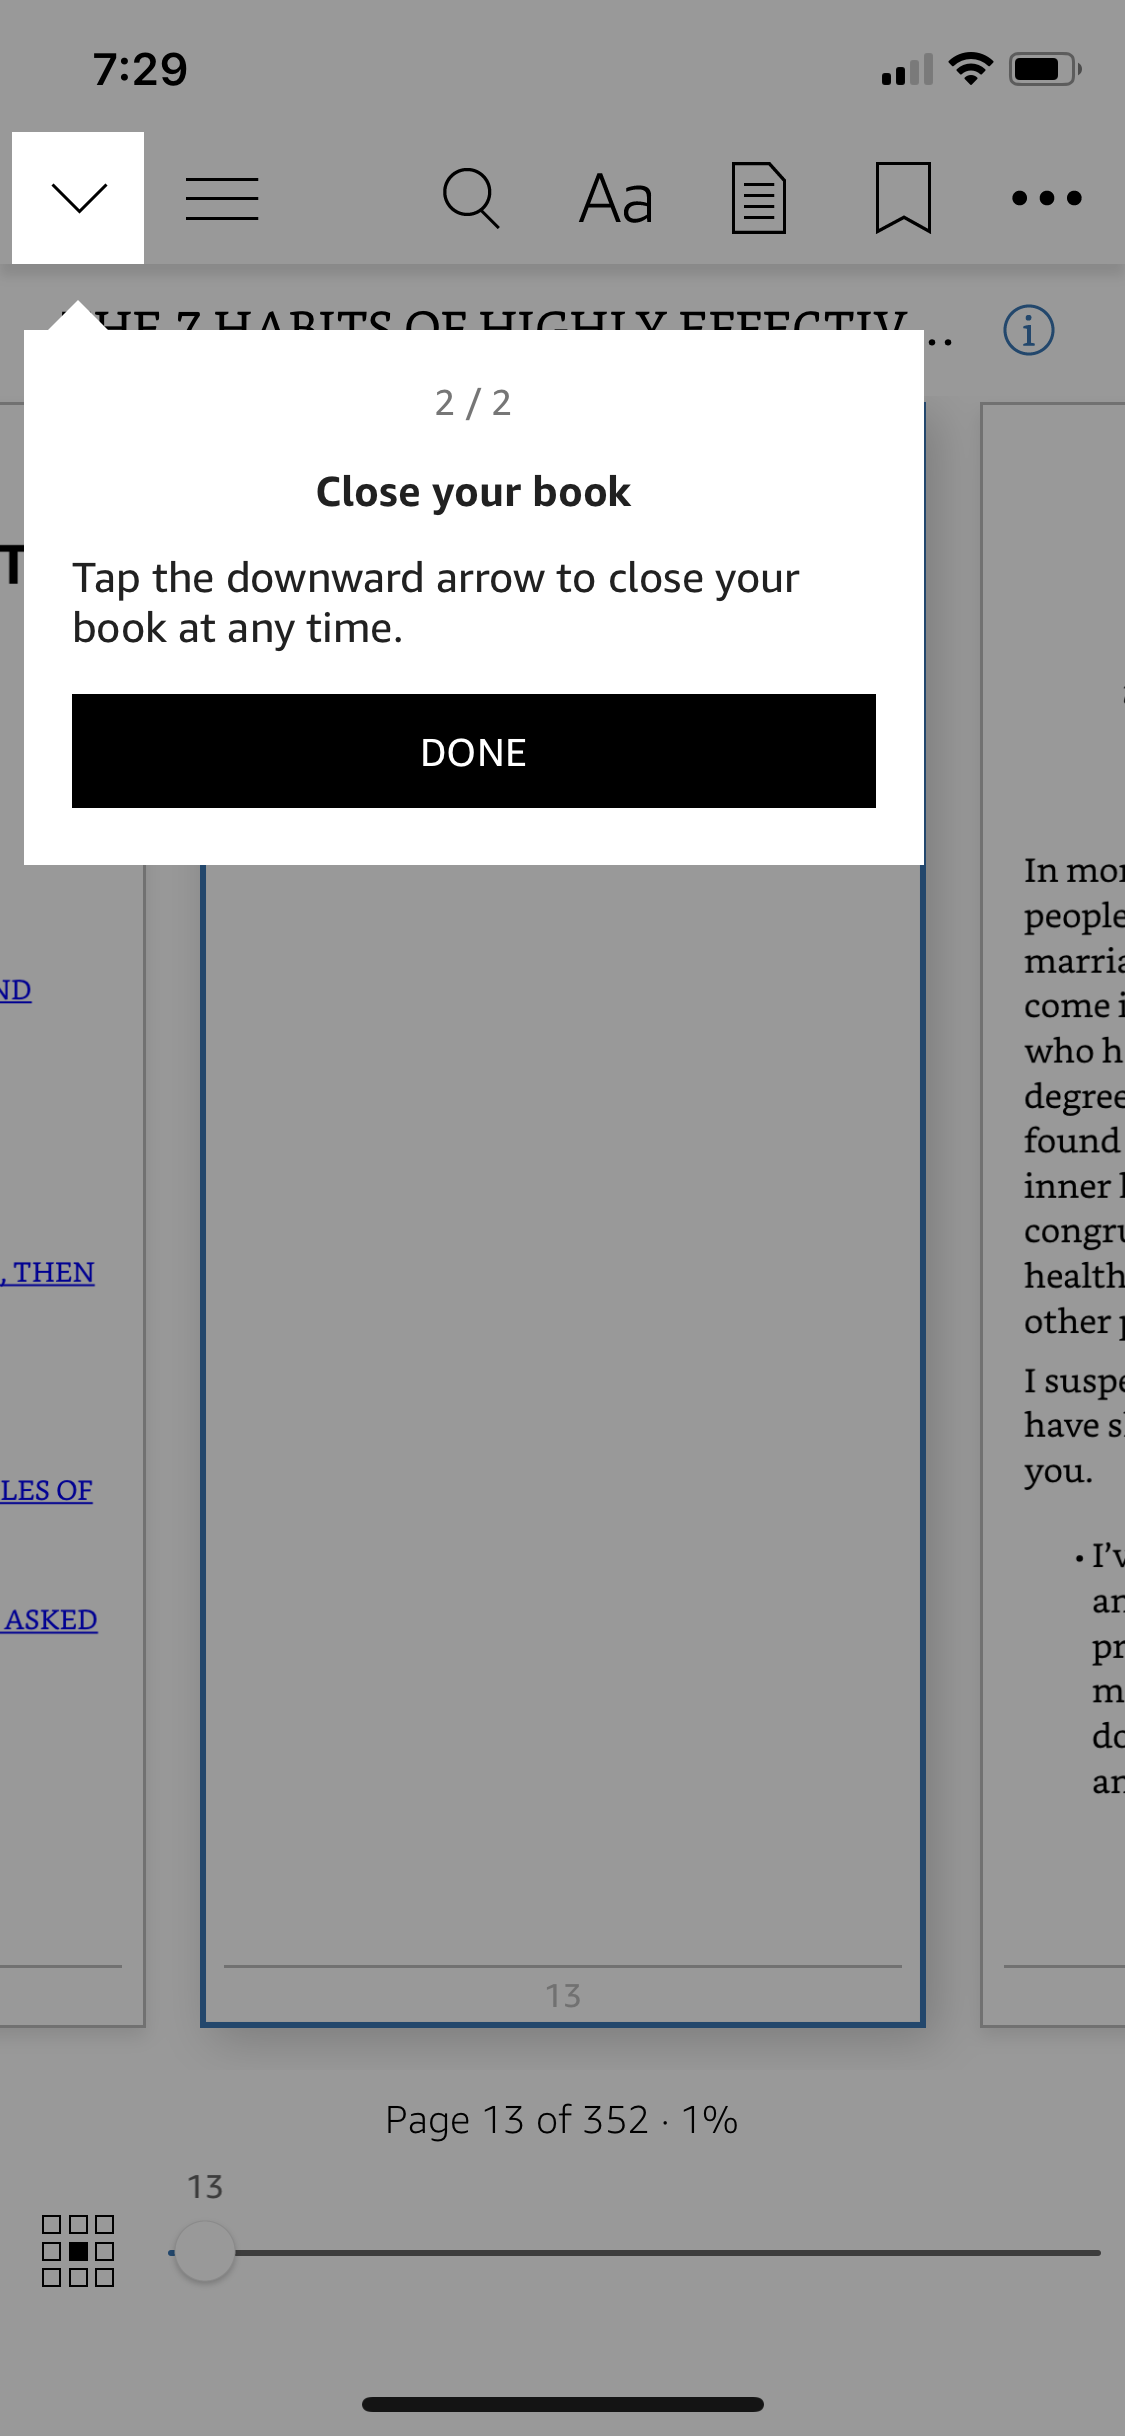 7:29
Aa
THE 7 HABITS OF HIGHLY EFFECTIV...
2 / 2
Close your book
Tap the downward arrow to close your
book at any time.
DONE
T
ND
, THEN
LES OF
ASKED
In mor
people
marria
come i
who h
degree
found
inner l
congru
health
other p
I suspe
have sl
you.
• I’v
an
pr
m
do
an
13
Page 13 of 352 · 1%
13